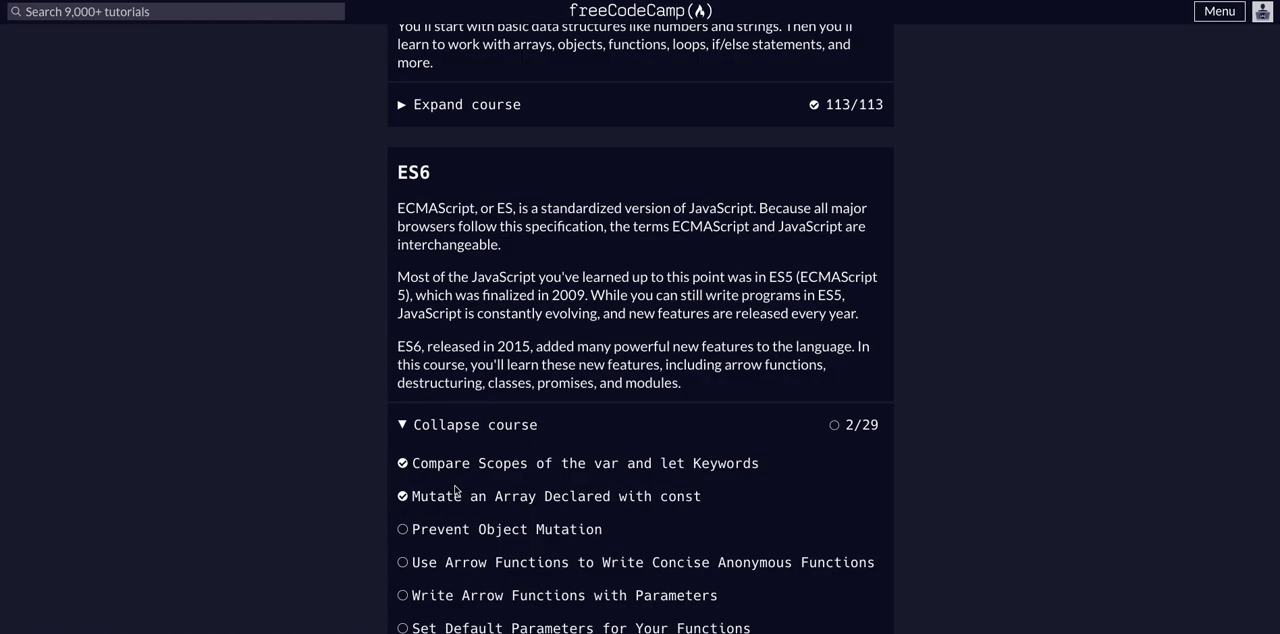 Search 9,000+ tutorials
freeCodeCamp
Menu
You'll start with basic data structures like numbers and strings. Then you'll
learn to work with arrays, objects, functions, loops, if/else statements, and
more.
Expand course
113/113
ES6
ECMAScript, or ES, is a standardized version of JavaScript. Because all major
browsers follow this specification, the terms ECMAScript and JavaScript are
interchangeable.
Most of the JavaScript you've learned up to this point was in ES5 (ECMAScript
5), which was finalized in 2009. While you can still write programs in ES5,
JavaScript is constantly evolving, and new features are released every year.
ES6, released in 2015, added many powerful new features to the language. In
this course, you'll learn these new features, including arrow functions,
destructuring, classes, promises, and modules.
Collapse course
2/29
Compare Scopes of the var and let Keywords
Mutate an Array Declared with const
Prevent Object Mutation
Use Arrow Functions to Write Concise Anonymous Functions
Write Arrow Functions with Parameters
Set Default Parameters for Your Functions